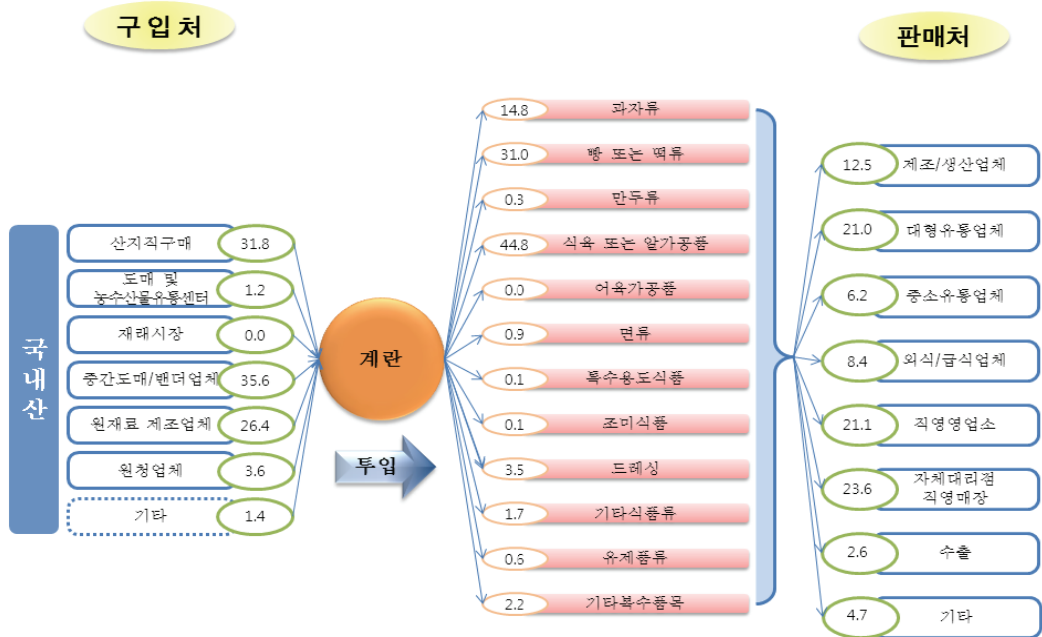 구입처
판매처
국내산
산지직구매 31.8
도매 및
농수산물유통센터 1.2
재래시장 0.0
중간도매/밴더업체 35.6
원재료 제조업체 26.4
원청업체 3.6
기타 1.4
계란
투입
14.8 과자류
31.0 빵 또는 떡류
0.3 만두류
44.8 식육 또는 알가공품
0.0 어육가공품
0.9 면류
0.1 특수용도식품
0.1 조미식품
3.5 드레싱
1.7 기타식품류
0.6 유제품류
2.2 기타복수품목
12.5 제조/생산업체
21.0 대형유통업체
6.2 중소유통업체
8.4 외식/급식업체
21.1 직영영업소
23.6 자체대리점
직영매장
2.6 수출
4.7 기타